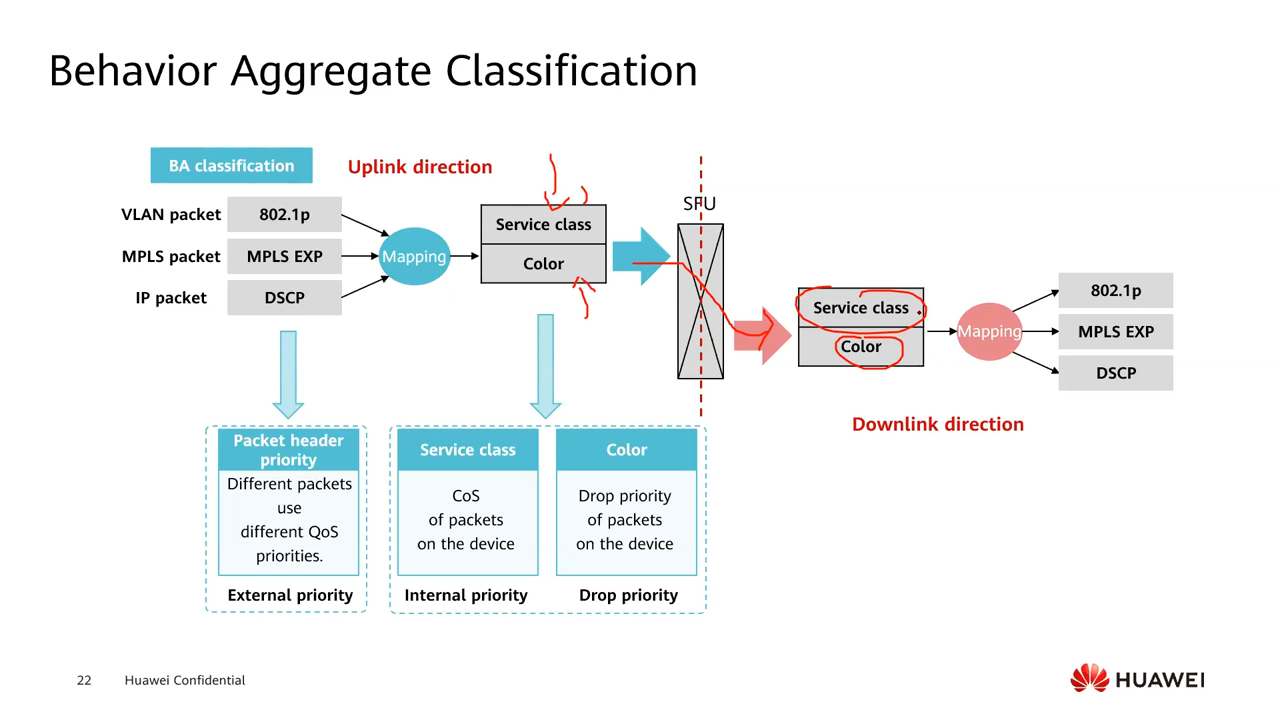 Behavior Aggregate Classification
BA classification
Uplink direction
VLAN packet
802.1p
MPLS packet
MPLS EXP
IP packet
DSCP
Mapping
Service class
Color
SFU
Service class
Color
Mapping
802.1p
MPLS EXP
DSCP
Downlink direction
Packet header
priority
Different packets
use
different QoS
priorities.
External priority
Service class
CoS
of packets
on the device
Internal priority
Color
Drop priority
of packets
on the device
Drop priority
22
Huawei Confidential
HUAWEI